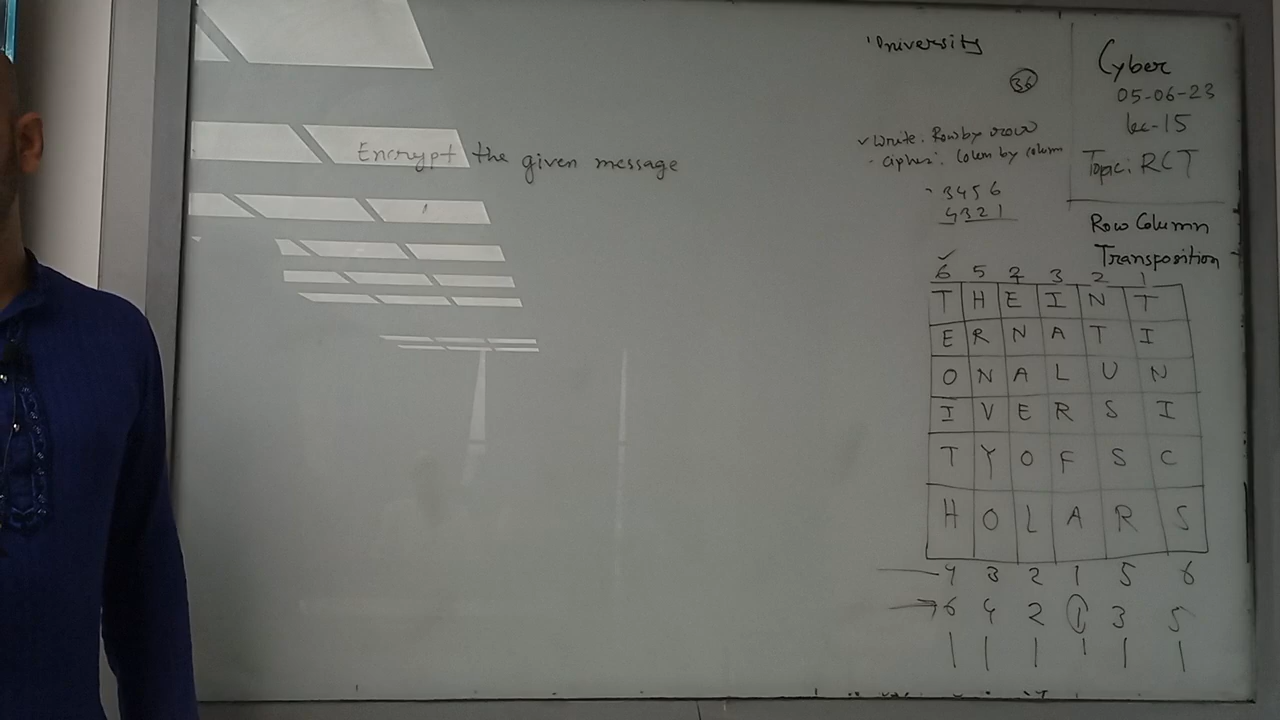 University
36
Cyber
05-06-23
Lec-15
Topic: RCT
Encrypt the given message
Write: Row by row
Cipher: Colum by column
3456
4321
Row Column
Transposition
6 5 4 3 2 1
T H E I N T
E R N A T I
O N A L U N
I V E R S I
T Y O F S C
H O L A R S
4 3 2 1 5 6
6 4 2 1 3 5